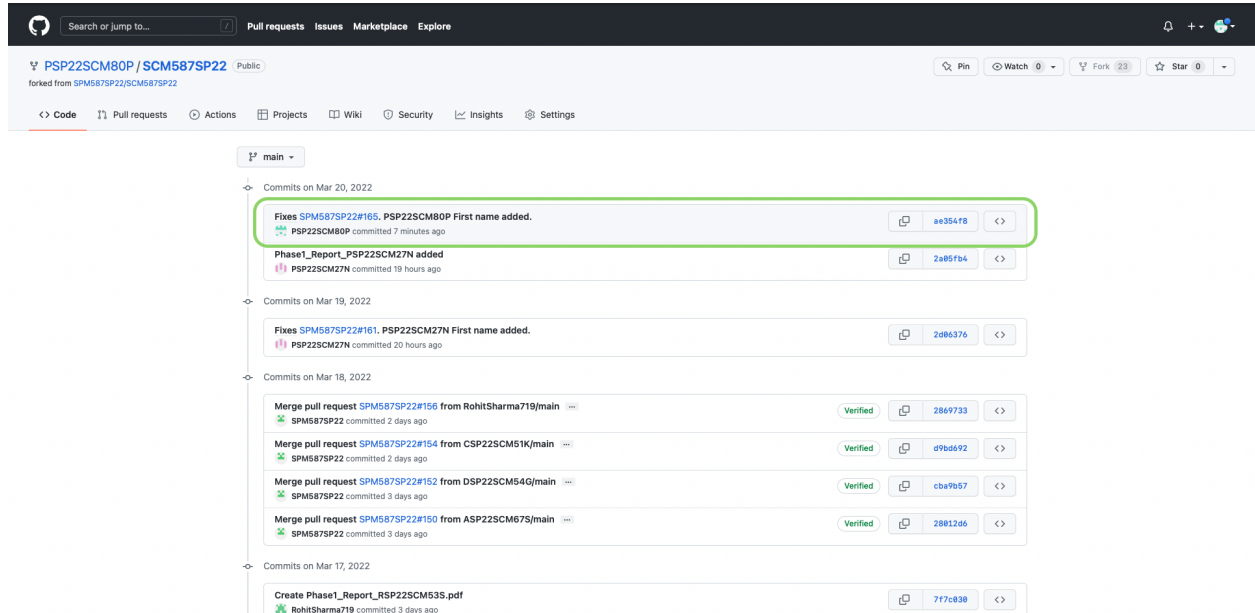 Search or jump to... / Pull requests Issues Marketplace Explore
PSP22SCM80P / SCM587SP22 Public Pin Watch 0 Fork 23 Star 0
forked from SPM587SP22/SCM587SP22
<> Code Pull requests Actions Projects Wiki Security Insights Settings
main
Commits on Mar 20, 2022
Fixes SPM587SP22#165. PSP22SCM80P First name added.
PSP22SCM80P committed 7 minutes ago
ae354f8 <>
Phase1_Report_PSP22SCM27N added
PSP22SCM27N committed 19 hours ago
2a05fb4 <>
Commits on Mar 19, 2022
Fixes SPM587SP22#161. PSP22SCM27N First name added.
PSP22SCM27N committed 20 hours ago
2d06376 <>
Commits on Mar 18, 2022
Merge pull request SPM587SP22#156 from RohitSharma719/main ...
SPM587SP22 committed 2 days ago
Verified 2869733 <>
Merge pull request SPM587SP22#154 from CSP22SCM51K/main ...
SPM587SP22 committed 2 days ago
Verified d9bd692 <>
Merge pull request SPM587SP22#152 from DSP22SCM54G/main ...
SPM587SP22 committed 3 days ago
Verified cba9b57 <>
Merge pull request SPM587SP22#150 from ASP22SCM67S/main ...
SPM587SP22 committed 3 days ago
Verified 28012d6 <>
Commits on Mar 17, 2022
Create Phase1_Report_RSP22SCM53S.pdf
RohitSharma719 committed 3 days ago
7f7c030 <>